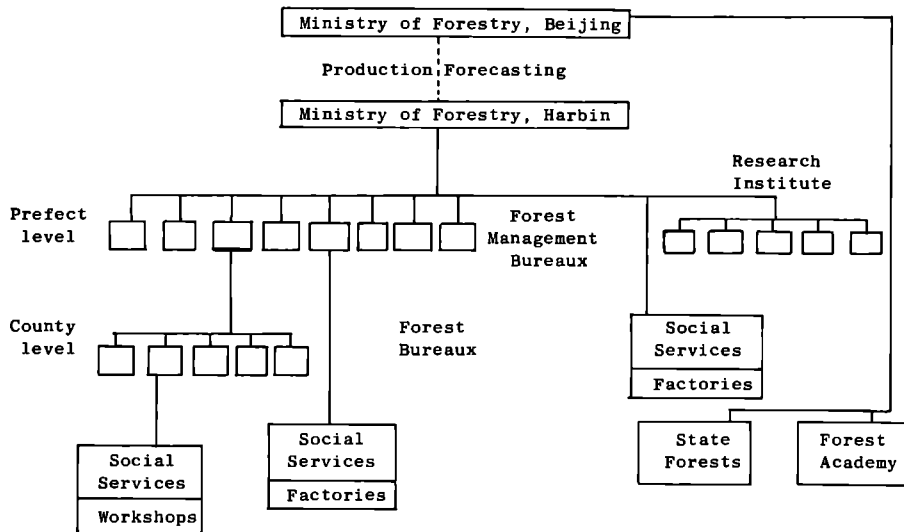 Ministry of Forestry, Beijing
Production Forecasting
Ministry of Forestry, Harbin
Research
Institute
Prefect
level
Forest
Management
Bureaux
County
level
Forest
Bureaux
Social
Services
Factories
Social
Services
Workshops
Social
Services
Factories
State
Forests
Forest
Academy